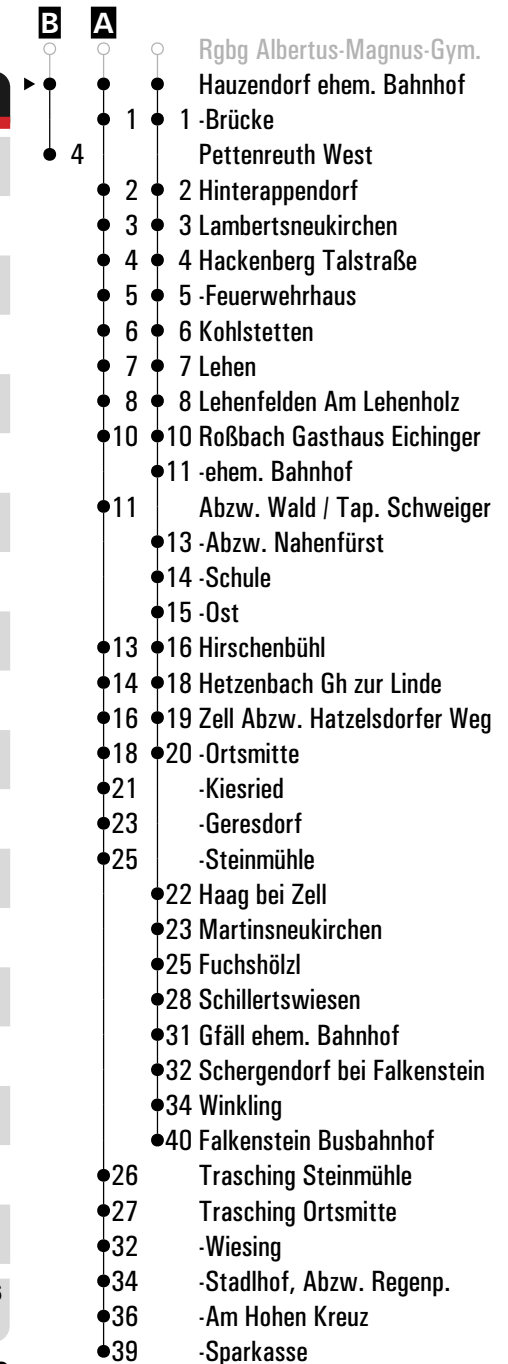 B A
Rgbg Albertus-Magnus-Gym.
Hauzendorf ehem. Bahnhof
1 1 -Brücke
4 Pettenreuth West
2 2 Hinterappendorf
3 3 Lambertsneukirchen
4 4 Hackenberg Talstraße
5 5 -Feuerwehrhaus
6 6 Kohlstetten
7 7 Lehen
8 8 Lehenfelden Am Lehenholz
10 10 Roßbach Gasthaus Eichinger
11 -ehem. Bahnhof
11 Abzw. Wald / Tap. Schweiger
13 -Abzw. Nahenfürst
14 -Schule
15 -Ost
13 16 Hirschenbühl
14 18 Hetzenbach Gh zur Linde
16 19 Zell Abzw. Hatzelsdorfer Weg
18 20 -Ortsmitte
21 -Kiesried
23 -Geresdorf
25 -Steinmühle
22 Haag bei Zell
23 Martinsneukirchen
25 Fuchshölzl
28 Schillertswiesen
31 Gfäll ehem. Bahnhof
32 Schergendorf bei Falkenstein
34 Winkling
40 Falkenstein Busbahnhof
26 Trasching Steinmühle
27 Trasching Ortsmitte
32 -Wiesing
34 -Stadlhof, Abzw. Regenp.
36 -Am Hohen Kreuz
39 -Sparkasse